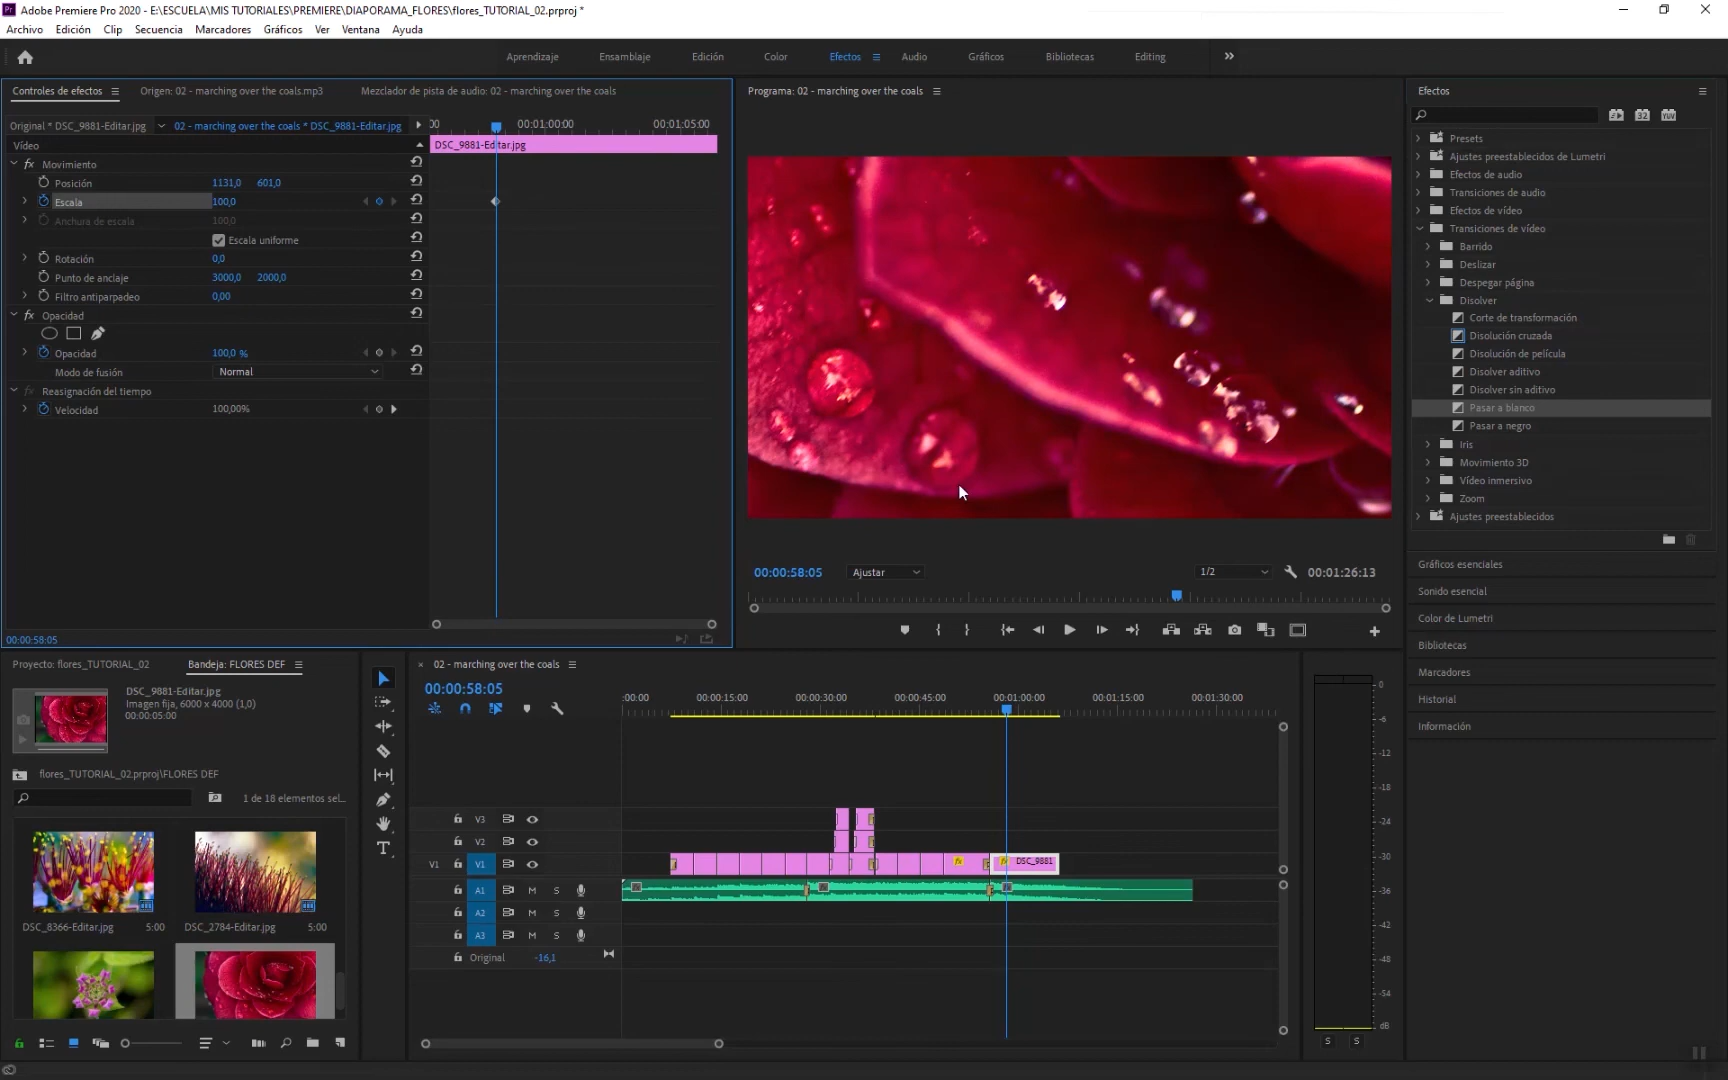 Adobe Premiere Pro 2020 - E:\ESCUELA\MIS TUTORIALES\PREMIERE\DIAPORAMA_FLORES\flores_TUTORIAL_02.prproj *
Archivo Edición Clip Secuencia Marcadores Gráficos Ver Ventana Ayuda
Aprendizaje Ensamblaje Edición Color Efectos Audio Gráficos Bibliotecas Editing
Controles de efectos Origen: 02 - marching over the coals.mp3 Mezclador de pista de audio: 02 - marching over the coals
Original * DSC_9881-Editar.jpg 02 - marching over the coals * DSC_9881-Editar.jpg
00:01:00:00 00:01:05:00
Vídeo
DSC_9881-Editar.jpg
Movimiento
Posición 1131,0 601,0
Escala 100,0
Anchura de escala 100,0
Escala uniforme
Rotación 0,0
Punto de anclaje 3000,0 2000,0
Filtro antiparpadeo 0,00
Opacidad
Opacidad 100,0 %
Modo de fusión Normal
Reasignación del tiempo
Velocidad 100,00%
00:00:58:05
Programa: 02 - marching over the coals
00:00:58:05 Ajustar 1/2 00:01:26:13
Efectos
Presets
Ajustes preestablecidos de Lumetri
Efectos de audio
Transiciones de audio
Efectos de vídeo
Transiciones de vídeo
Barrido
Deslizar
Despegar página
Disolver
Corte de transformación
Disolución cruzada
Disolución de película
Disolver aditivo
Disolver sin aditivo
Pasar a blanco
Pasar a negro
Iris
Movimiento 3D
Vídeo inmersivo
Zoom
Ajustes preestablecidos
Gráficos esenciales
Sonido esencial
Color de Lumetri
Bibliotecas
Marcadores
Historial
Información
Proyecto: flores_TUTORIAL_02 Bandeja: FLORES DEF
DSC_9881-Editar.jpg
Imagen fija, 6000 x 4000 (1,0)
00:00:05:00
flores_TUTORIAL_02.prproj\FLORES DEF
1 de 18 elementos sel...
DSC_8366-Editar.jpg 5:00 DSC_2784-Editar.jpg 5:00
02 - marching over the coals
00:00:58:05
:00:00 00:00:15:00 00:00:30:00 00:00:45:00 00:01:00:00 00:01:15:00 00:01:30:00
V3
V2
V1 V1 fx fx DSC_9881
A1 M S
A2 M S
A3 M S
Original -16,1
0
-6
-12
-18
-24
-30
-36
-42
-48
-54
dB
S S